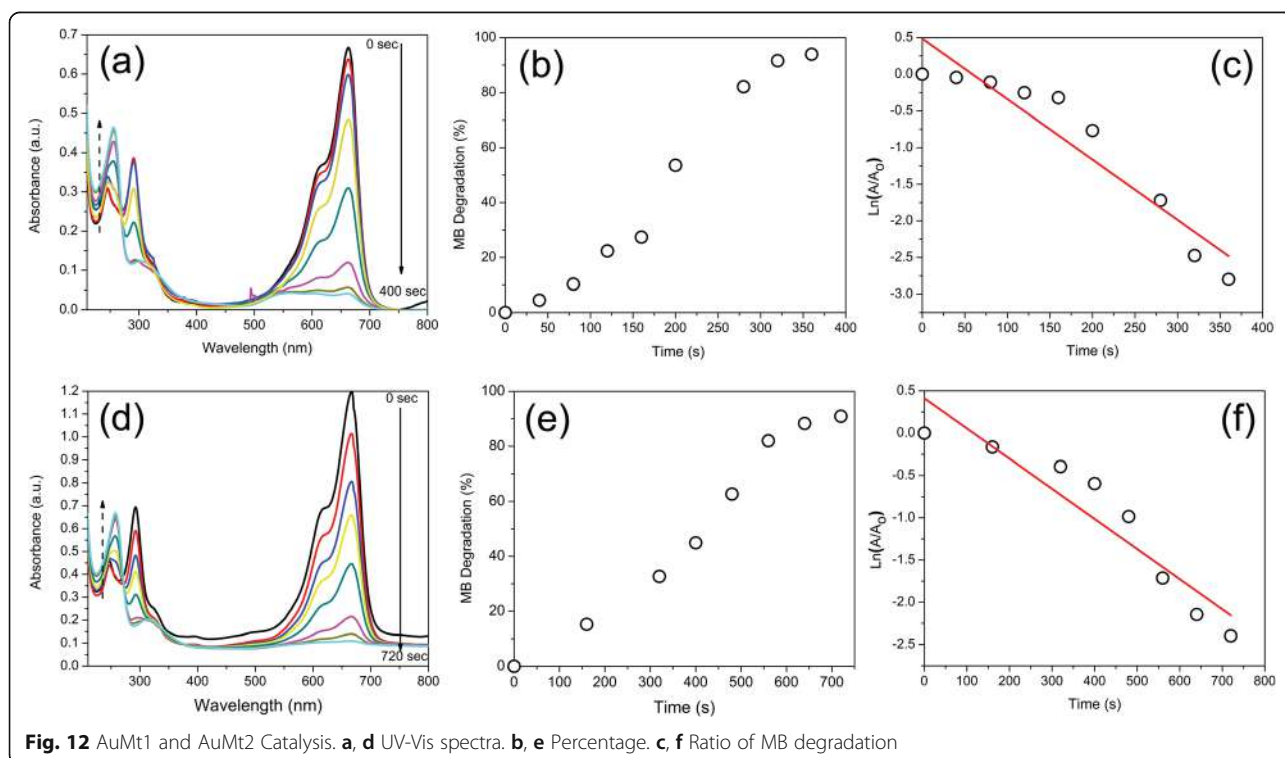 (a)
0 sec
400 sec
Absorbance (a.u.)
0.7
0.6
0.5
0.4
0.3
0.2
0.1
0.0
300 400 500 600 700 800
Wavelength (nm)
(b)
MB Degradation (%)
100
80
60
40
20
0
0 50 100 150 200 250 300 350 400
Time (s)
(c)
Ln(A/A0)
0.5
0.0
-0.5
-1.0
-1.5
-2.0
-2.5
-3.0
0 50 100 150 200 250 300 350 400
Time (s)
(d)
0 sec
720 sec
Absorbance (a.u.)
1.2
1.1
1.0
0.9
0.8
0.7
0.6
0.5
0.4
0.3
0.2
0.1
0.0
300 400 500 600 700 800
Wavelength (nm)
(e)
MB Degradation (%)
100
80
60
40
20
0
0 100 200 300 400 500 600 700
Time (s)
(f)
Ln(A/A0)
0.5
0.0
-0.5
-1.0
-1.5
-2.0
-2.5
0 100 200 300 400 500 600 700 800
Time (s)
Fig. 12 AuMt1 and AuMt2 Catalysis. a, d UV-Vis spectra. b, e Percentage. c, f Ratio of MB degradation